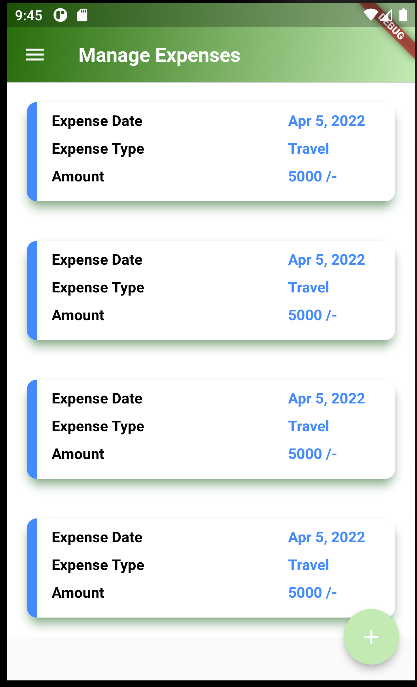 9:45
DEBUG
Manage Expenses
Expense Date Apr 5, 2022
Expense Type Travel
Amount 5000 /-
Expense Date Apr 5, 2022
Expense Type Travel
Amount 5000 /-
Expense Date Apr 5, 2022
Expense Type Travel
Amount 5000 /-
Expense Date Apr 5, 2022
Expense Type Travel
Amount 5000 /-
+